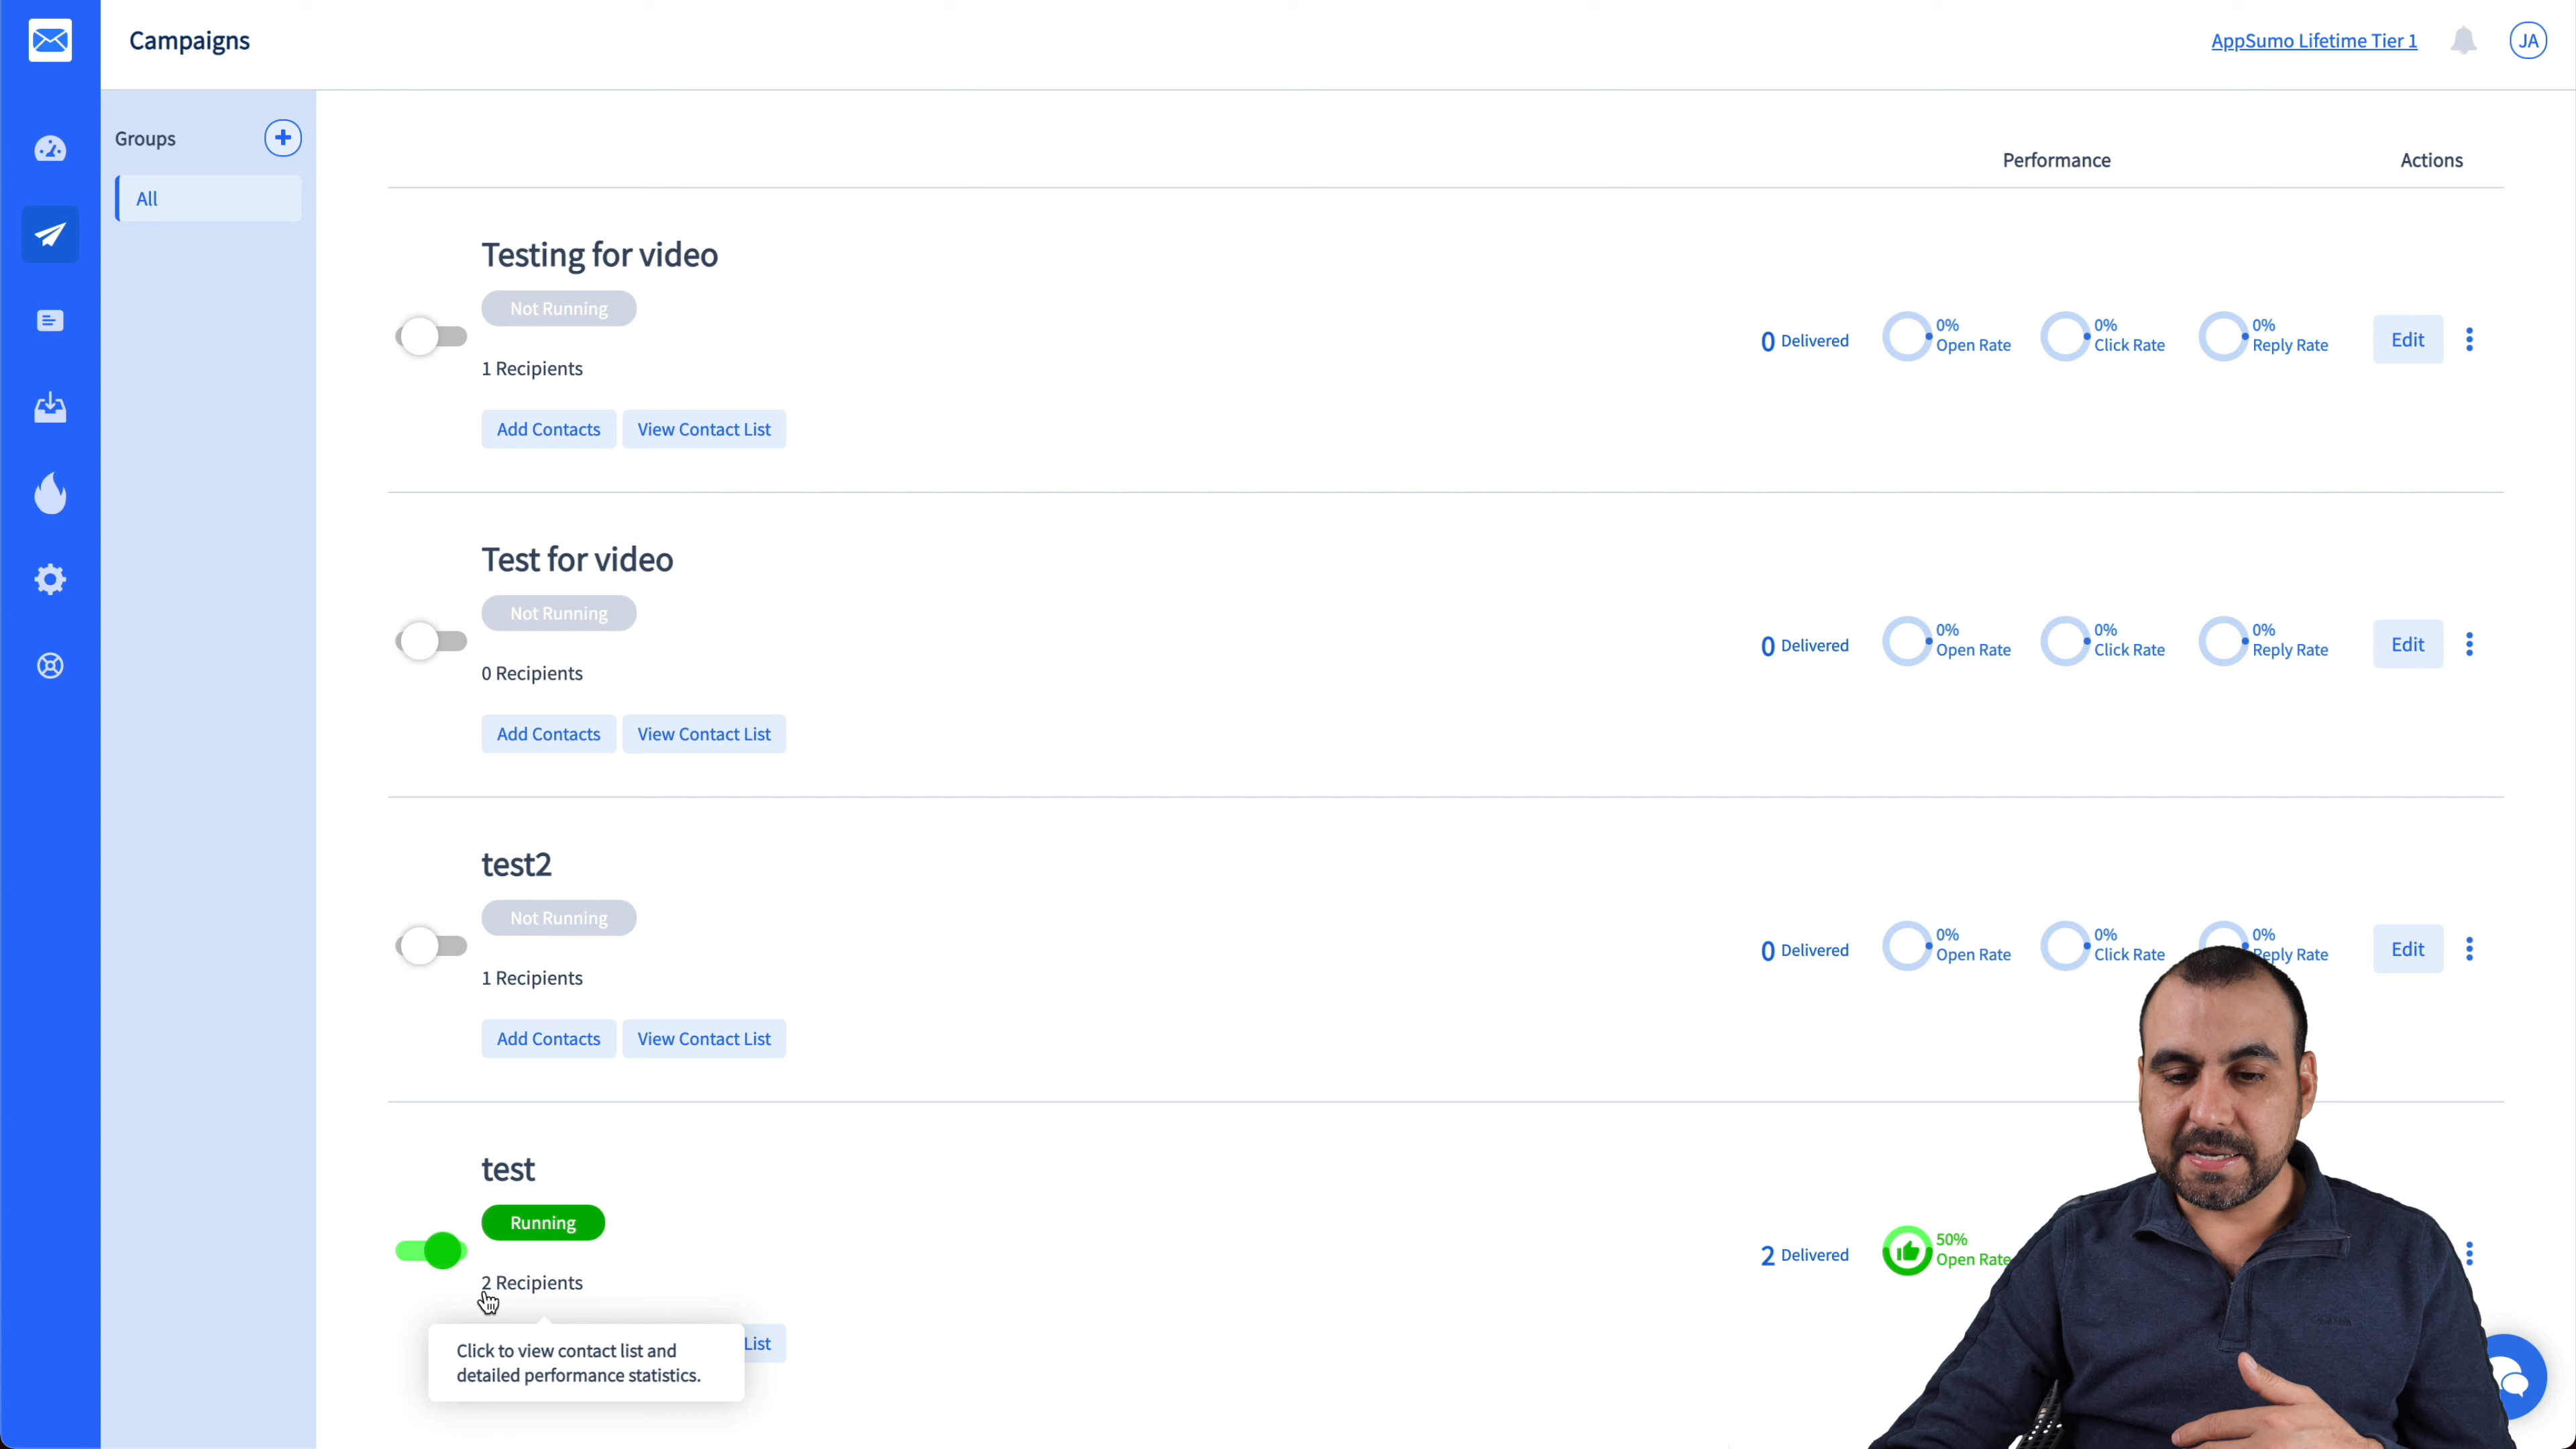 Campaigns
AppSumo Lifetime Tier 1
JA
Groups
All
Performance
Actions
Testing for video
Not Running
1 Recipients
Add Contacts
View Contact List
0 Delivered
0%
Open Rate
0%
Click Rate
0%
Reply Rate
Edit
Test for video
Not Running
0 Recipients
Add Contacts
View Contact List
0 Delivered
0%
Open Rate
0%
Click Rate
0%
Reply Rate
Edit
test2
Not Running
1 Recipients
Add Contacts
View Contact List
0 Delivered
0%
Open Rate
0%
Click Rate
0%
Reply Rate
Edit
test
Running
2 Recipients
2 Delivered
50%
Open Rate
List
Click to view contact list and
detailed performance statistics.